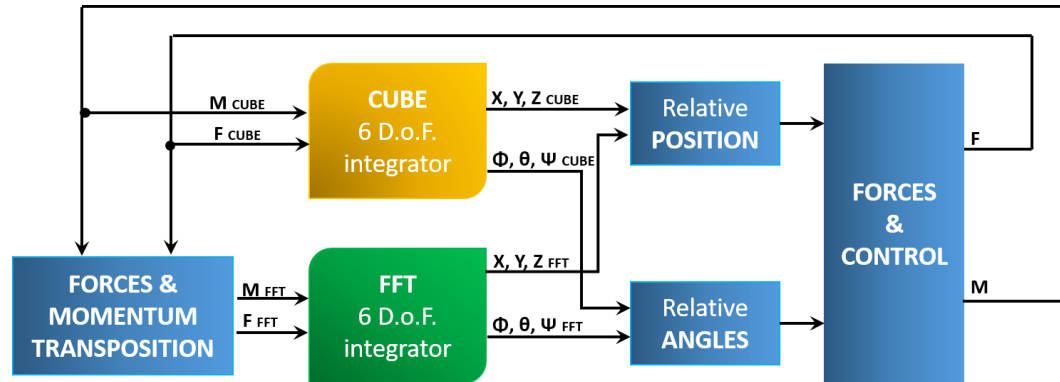 M CUBE
F CUBE
CUBE
6 D.o.F.
integrator
X, Y, Z CUBE
Φ, θ, Ψ CUBE
Relative
POSITION
FORCES
&
CONTROL
F
M
FORCES &
MOMENTUM
TRANSPOSITION
M FFT
F FFT
FFT
6 D.o.F.
integrator
X, Y, Z FFT
Φ, θ, Ψ FFT
Relative
ANGLES